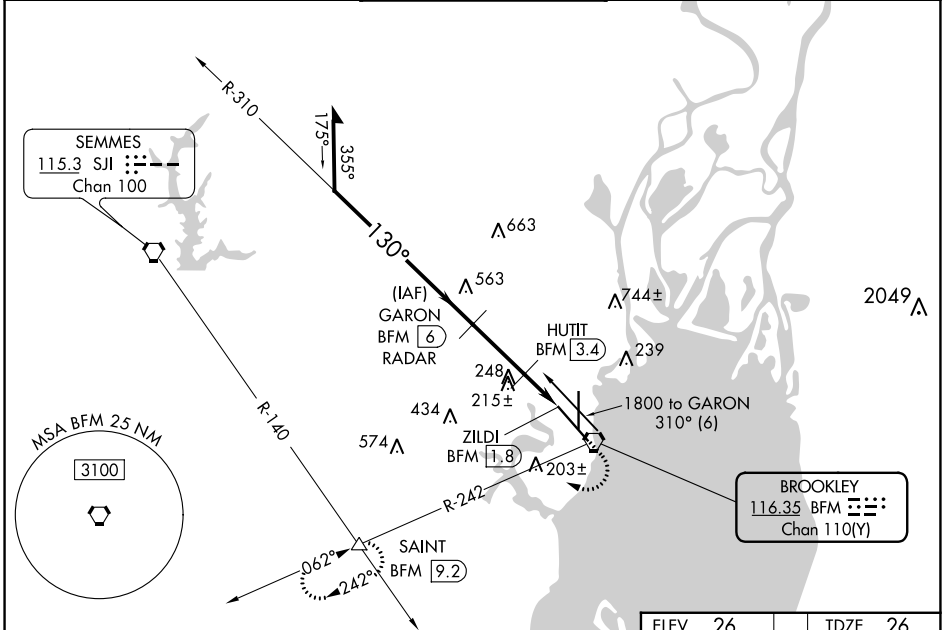 R-310
175°
355°
SEMMES
115.3 SJI
Chan 100
130°
663
563
(IAF)
GARON
BFM 6
RADAR
744±
2049
HUTIT
BFM 3.4
239
248
215±
1800 to GARON
310° (6)
434
574
ZILDI
BFM 1.8
203±
R-140
MSA BFM 25 NM
3100
R-242
BROOKLEY
116.35 BFM
Chan 110(Y)
SAINT
BFM 9.2
062°
242°
ELEV 26
TDZE 26